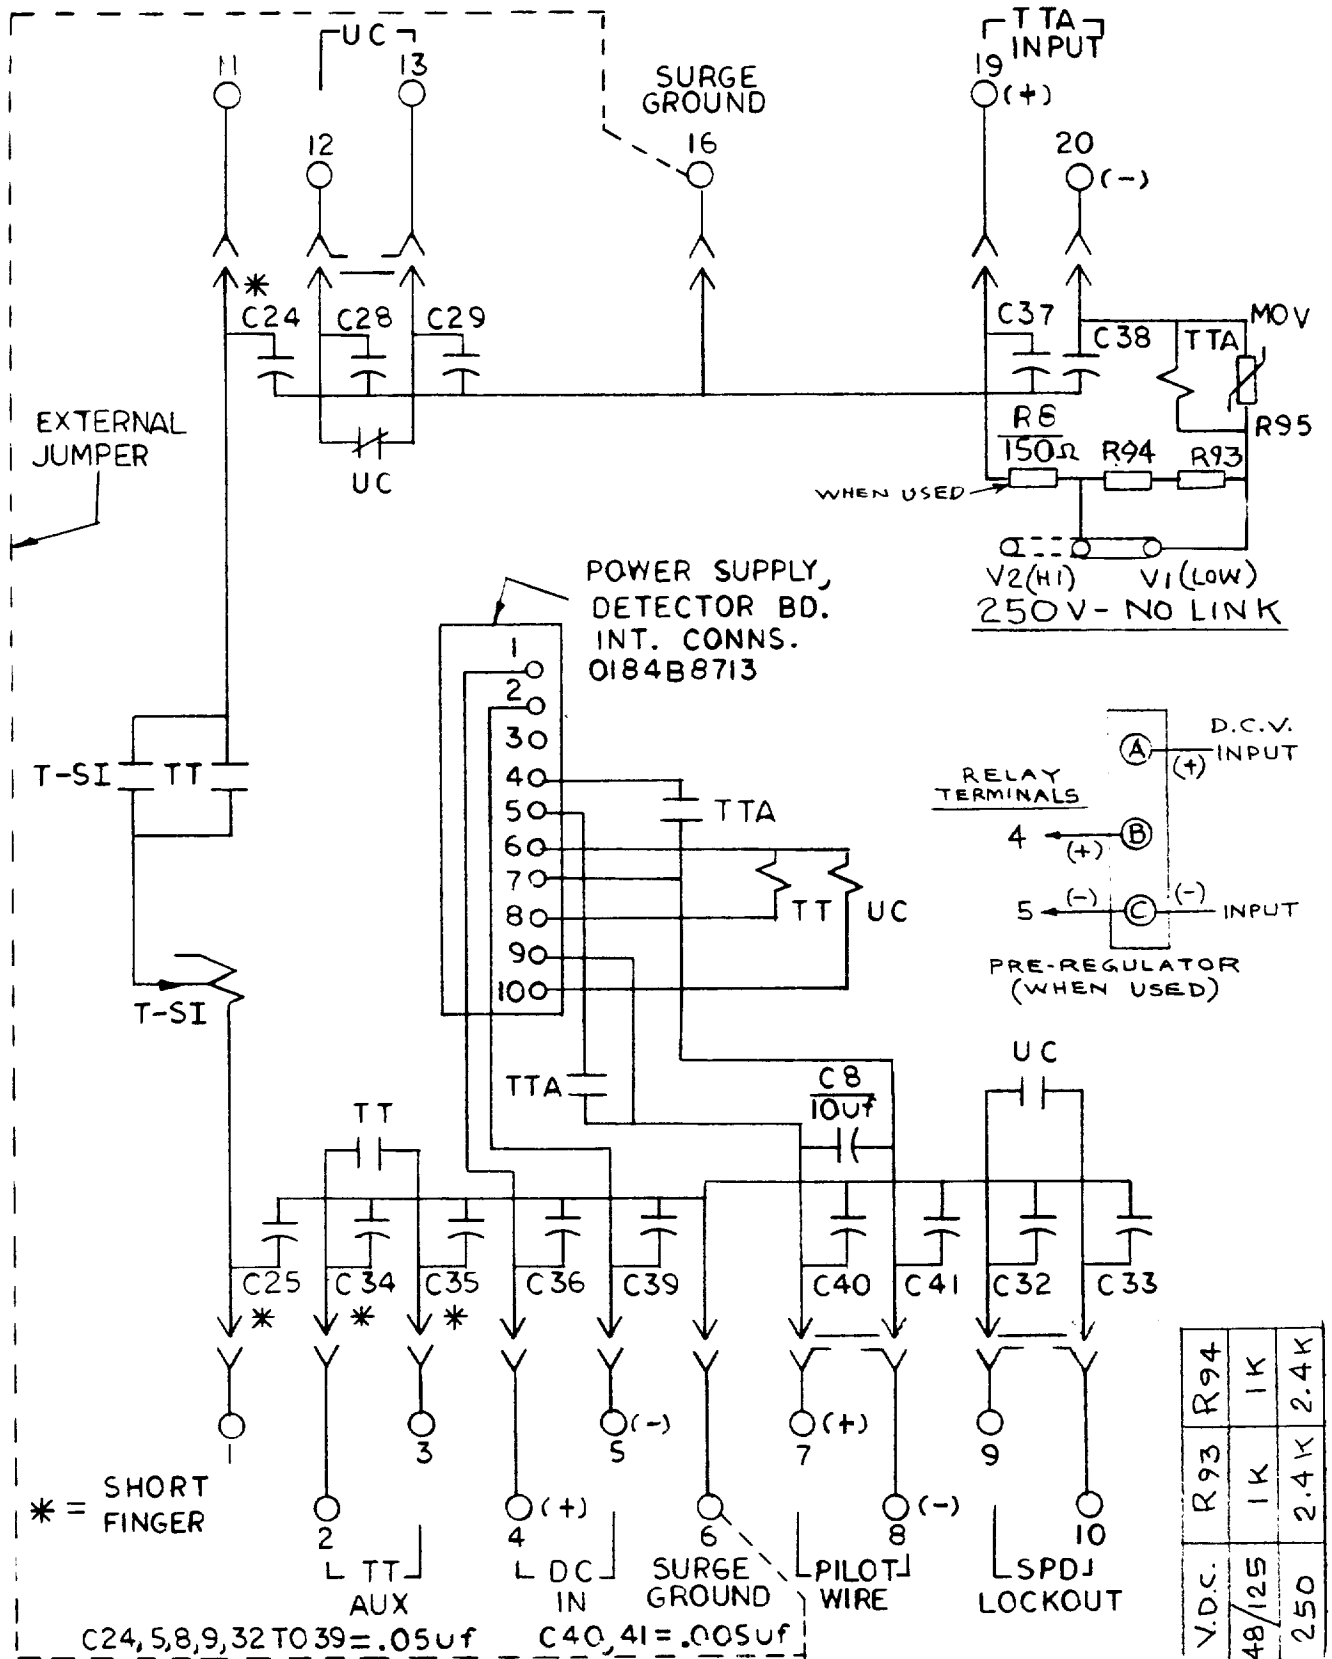 UC
11
13
TTA
INPUT
19
(+)
SURGE
GROUND
12
16
20
(-)
*
C24
C28
C29
C37
C38
TTA
MOV
EXTERNAL
JUMPER
UC
R8
150Ω
R94
R93
R95
WHEN USED
V2(HI)
V1(LOW)
250V - NO LINK
POWER SUPPLY,
DETECTOR BD.
INT. CONNS.
0184B8713
1
2
3
4
5
6
7
8
9
10
T-SI
TT
TTA
TT
UC
T-SI
D.C.V.
INPUT
A
(+)
RELAY
TERMINALS
4
(+)
B
5
(-)
C
(-)
INPUT
PRE-REGULATOR
(WHEN USED)
TTA
TT
C8
10uf
UC
C25
C34
C35
C36
C39
C40
C41
C32
C33
*
*
*
1
3
5
(-)
7
(+)
9
* = SHORT
FINGER
2
4
(+)
6
8
(-)
10
TT
AUX
DC
IN
SURGE
GROUND
PILOT
WIRE
SPD
LOCKOUT
C24,5,8,9,32 TO 39=.05uf
C40,41=.005uf
V.D.C. R93 R94
48/125 1K 1K
250 2.4K 2.4K